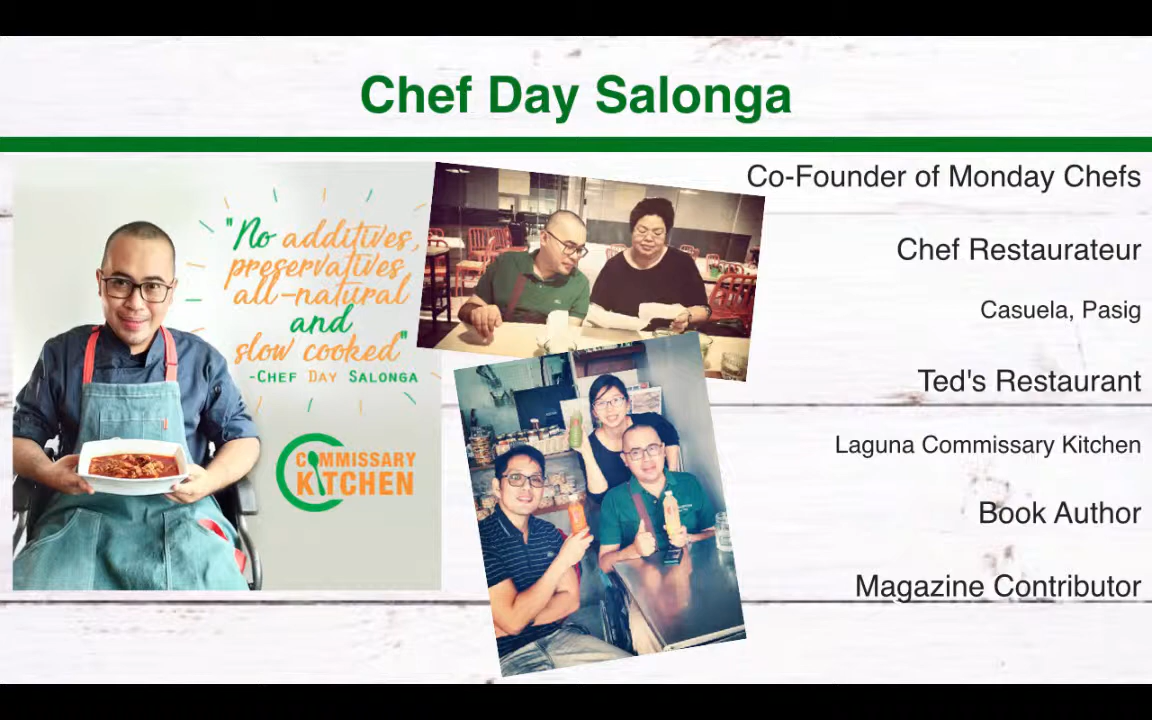 Chef Day Salonga
"No additives,
preservatives,
all-natural
and
slow cooked"
-Chef Day Salonga
COMMISSARY
KITCHEN
Co-Founder of Monday Chefs
Chef Restaurateur
Casuela, Pasig
Ted's Restaurant
Laguna Commissary Kitchen
Book Author
Magazine Contributor